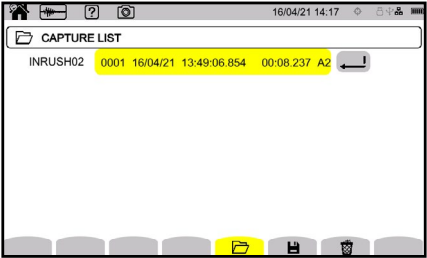 ? 16/04/21 14:17
CAPTURE LIST
INRUSH02 0001 16/04/21 13:49:06.854 00:08.237 A2